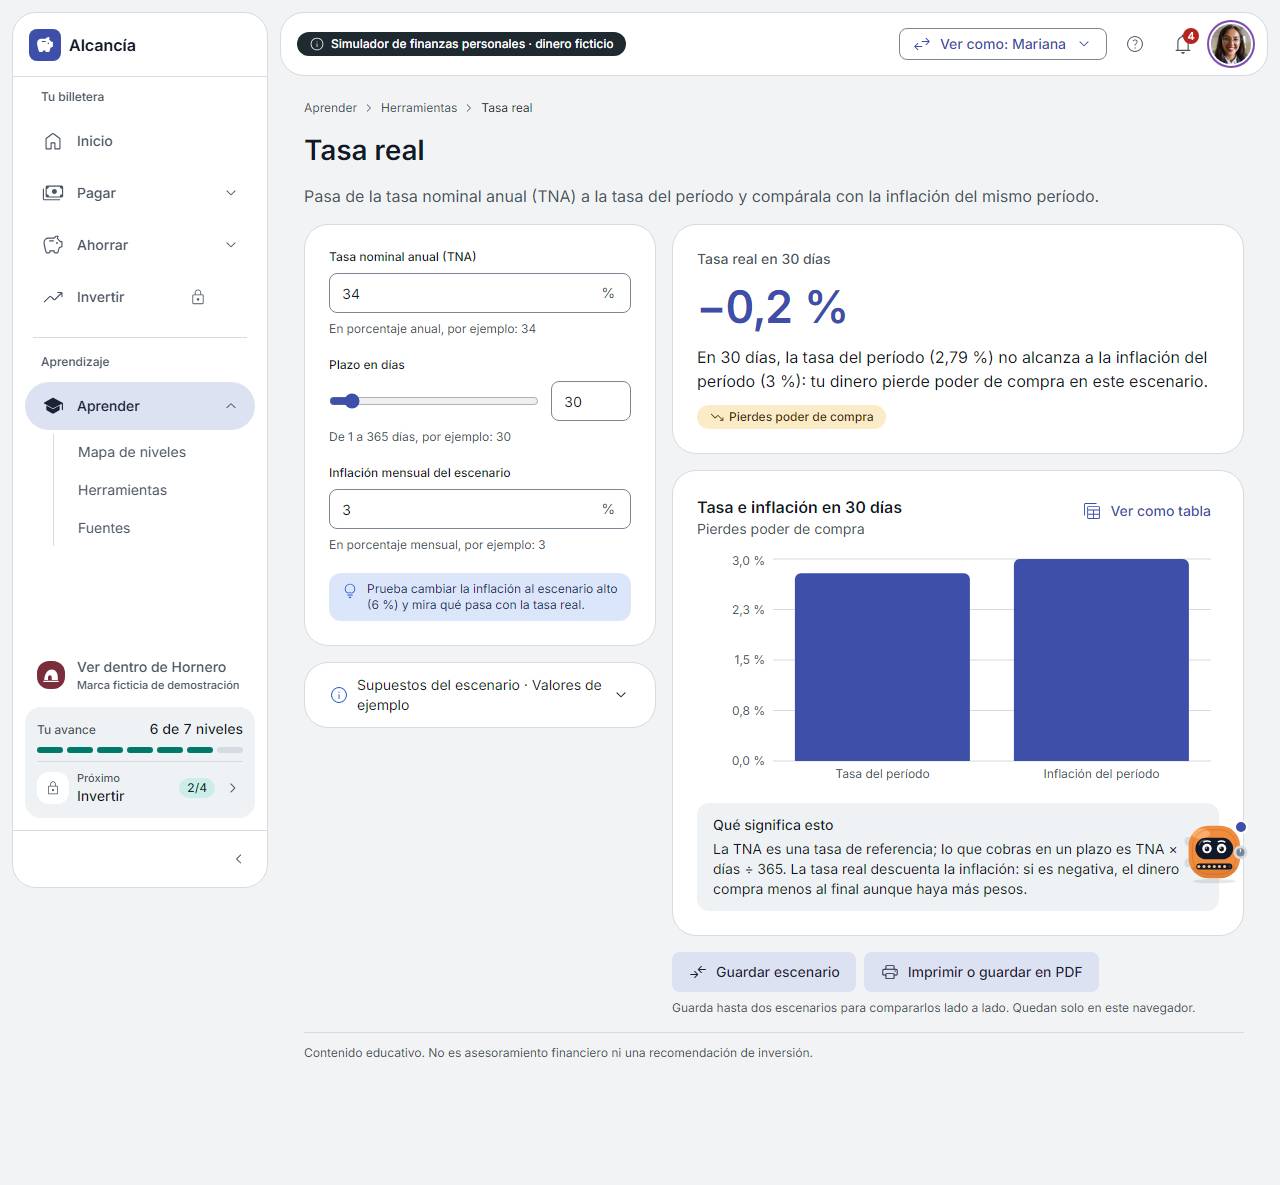 Alcancía
Simulador de finanzas personales · dinero ficticio
Ver como: Mariana
4
Tu billetera
Inicio
Pagar
Ahorrar
Invertir
Aprendizaje
Aprender
Mapa de niveles
Herramientas
Fuentes
Ver dentro de Hornero
Marca ficticia de demostración
Tu avance
6 de 7 niveles
Próximo
Invertir
2/4
Aprender
Herramientas
Tasa real
Tasa real
Pasa de la tasa nominal anual (TNA) a la tasa del período y compárala con la inflación del mismo período.
Tasa nominal anual (TNA)
34
%
En porcentaje anual, por ejemplo: 34
Plazo en días
30
De 1 a 365 días, por ejemplo: 30
Inflación mensual del escenario
3
%
En porcentaje mensual, por ejemplo: 3
Prueba cambiar la inflación al escenario alto
(6 %) y mira qué pasa con la tasa real.
Supuestos del escenario · Valores de
ejemplo
Tasa real en 30 días
−0,2 %
En 30 días, la tasa del período (2,79 %) no alcanza a la inflación del
período (3 %): tu dinero pierde poder de compra en este escenario.
Pierdes poder de compra
Tasa e inflación en 30 días
Pierdes poder de compra
Ver como tabla
3,0 %
2,3 %
1,5 %
0,8 %
0,0 %
Tasa del período
Inflación del período
Qué significa esto
La TNA es una tasa de referencia; lo que cobras en un plazo es TNA ×
días ÷ 365. La tasa real descuenta la inflación: si es negativa, el dinero
compra menos al final aunque haya más pesos.
Guardar escenario
Imprimir o guardar en PDF
Guarda hasta dos escenarios para compararlos lado a lado. Quedan solo en este navegador.
Contenido educativo. No es asesoramiento financiero ni una recomendación de inversión.